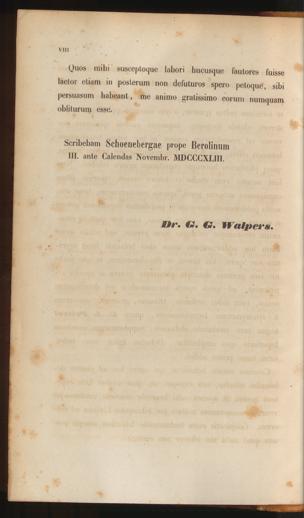 VIII
Quos mihi susceptoque labori hucusque fautores fuisse
laetor etiam in posterum non defuturos spero petoque, sibi
persuasum habeant, me animo gratissimo eorum numquam
obliturum esse.
Scribebam Schoenebergae prope Berolinum
III. ante Calendas Novembr. MDCCCXLIII.
Dr. G. G. Walpers.